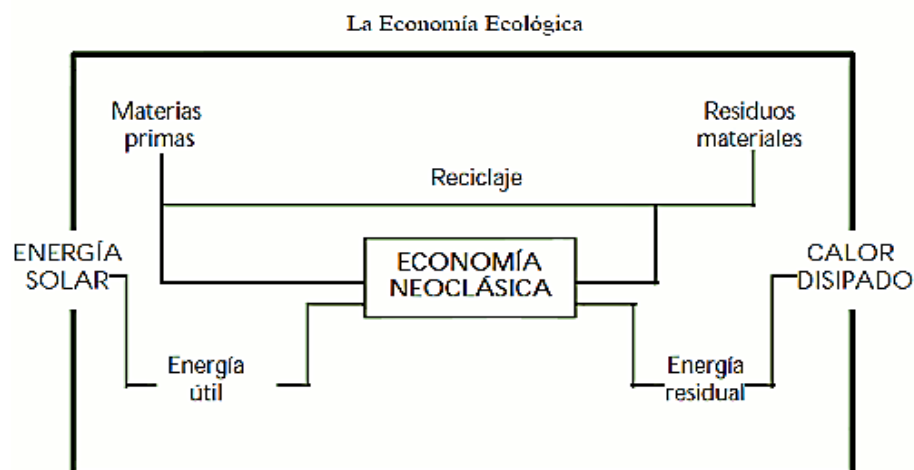 La Economía Ecológica
Materias
primas
Residuos
materiales
Reciclaje
ENERGÍA
SOLAR
ECONOMÍA
NEOCLÁSICA
CALOR
DISIPADO
Energía
útil
Energía
residual